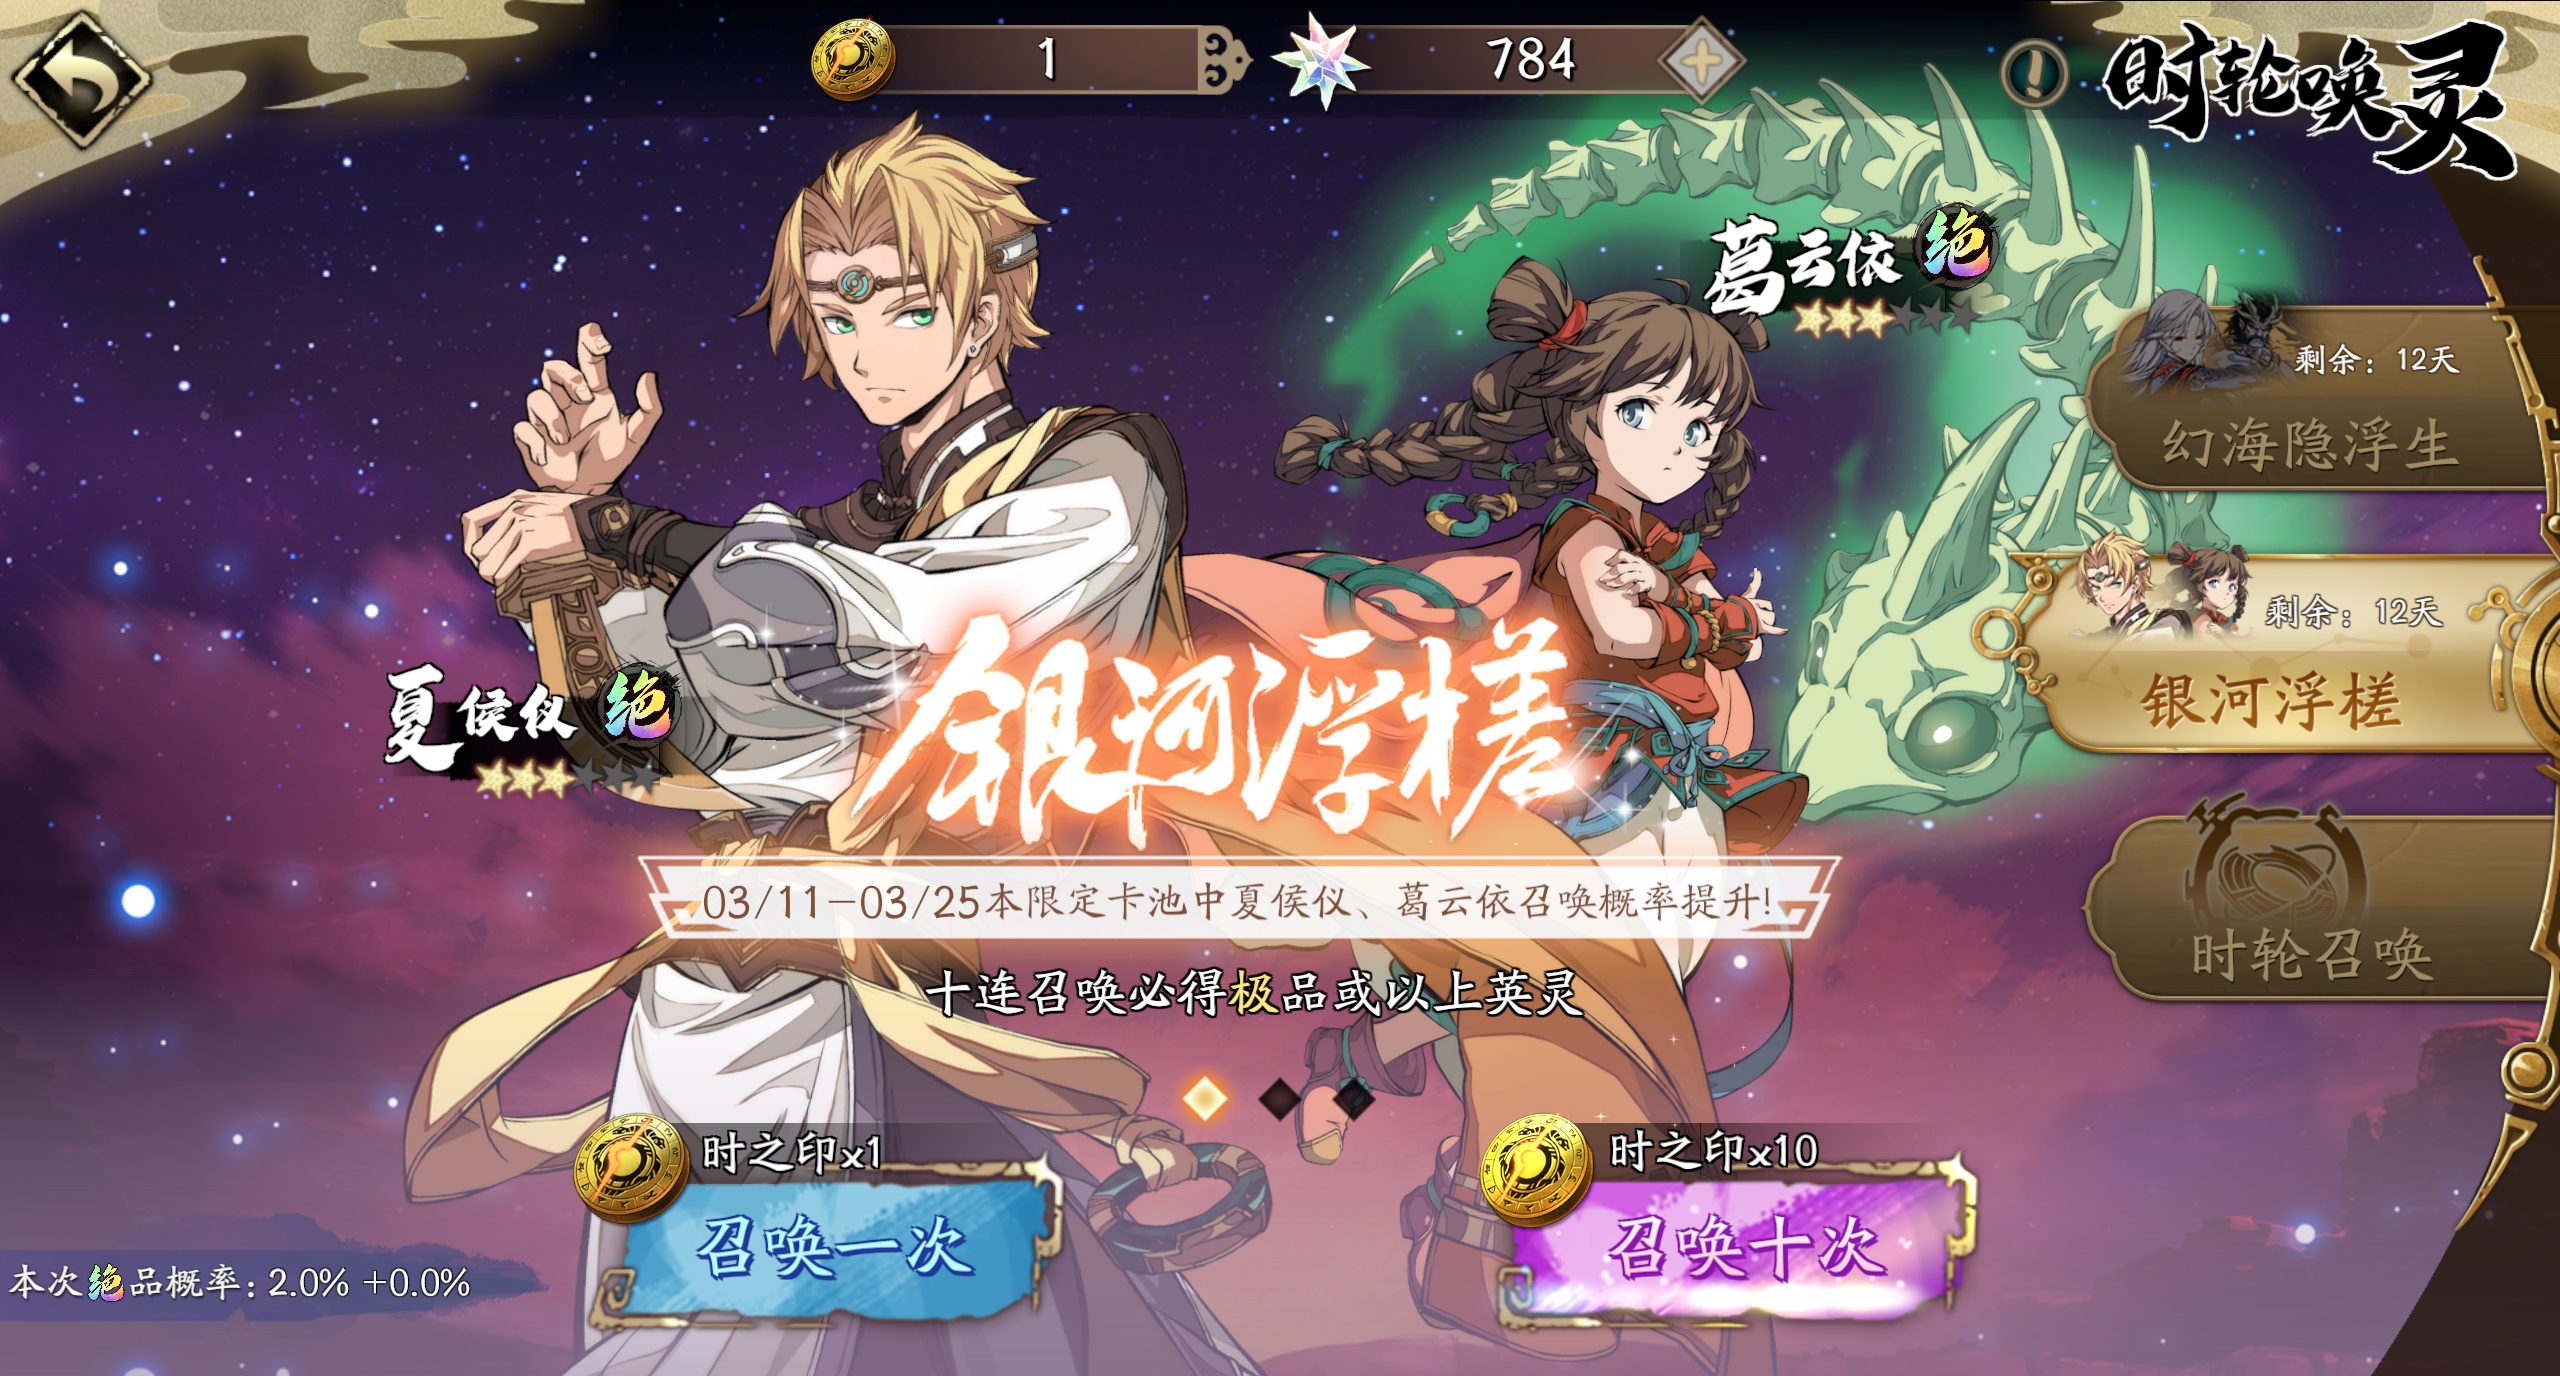 1
784
时轮唤灵
葛云依 绝
剩余：12天
幻海隐浮生
剩余：12天
银河浮槎
夏侯仪 绝
银河浮槎
03/11-03/25本限定卡池中夏侯仪、葛云依召唤概率提升!
时轮召唤
十连召唤必得极品或以上英灵
时之印x1
时之印x10
召唤一次
召唤十次
本次绝品概率: 2.0% +0.0%